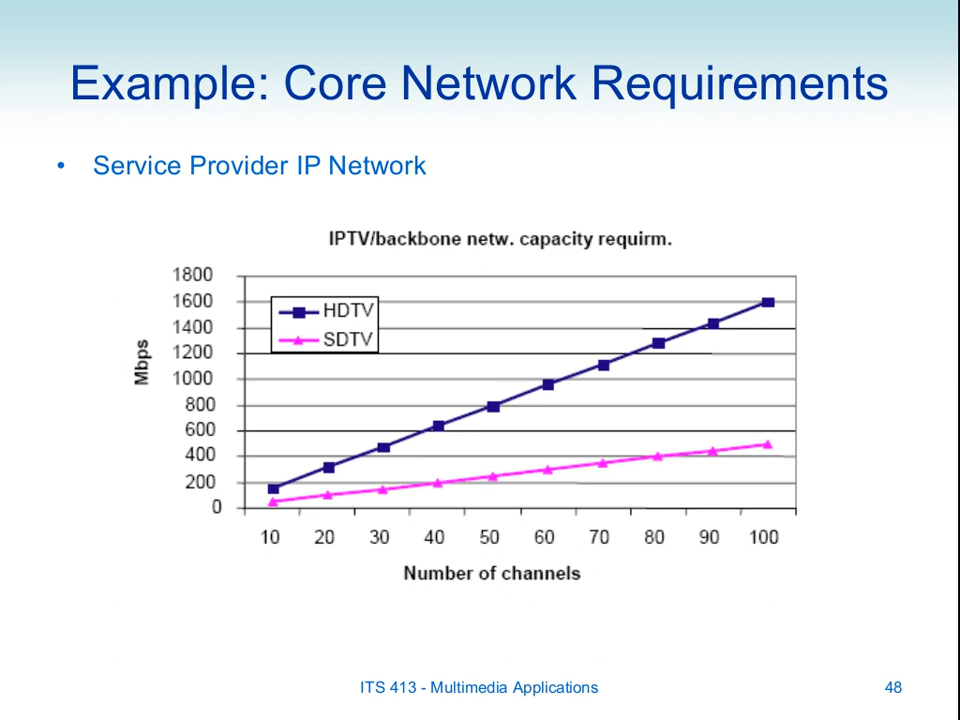 Example: Core Network Requirements
• Service Provider IP Network
IPTV/backbone netw. capacity requirm.
1800
1600
1400
1200
1000
800
600
400
200
0
HDTV
SDTV
Mbps
10 20 30 40 50 60 70 80 90 100
Number of channels
ITS 413 - Multimedia Applications 48